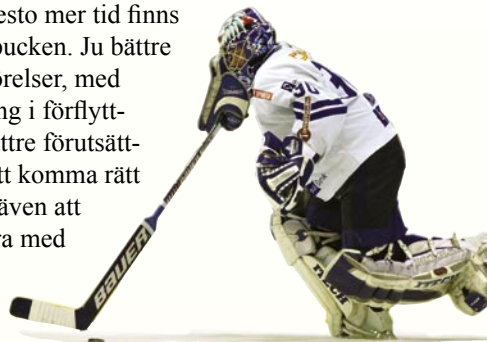 esto mer tid finns
pucken. Ju bättre
örelser, med
ng i förflytt-
ttre förutsätt-
tt komma rätt
även att
ra med
BAUER